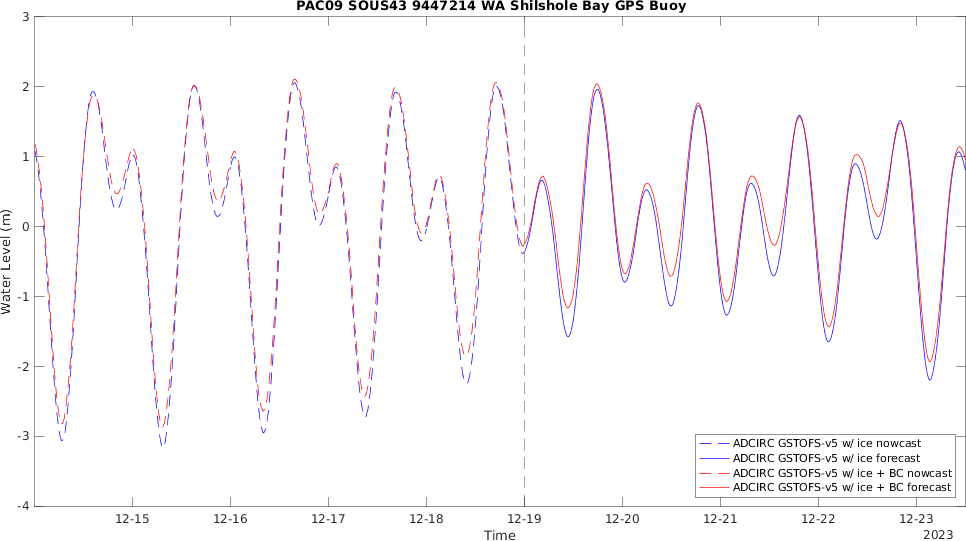 PAC09 SOUS43 9447214 WA Shilshole Bay GPS Buoy
3
2
1
0
-1
-2
-3
-4
Water Level (m)
12-15
12-16
12-17
12-18
12-19
12-20
12-21
12-22
12-23
Time
2023
ADCIRC GSTOFS-v5 w/ ice nowcast
ADCIRC GSTOFS-v5 w/ ice forecast
ADCIRC GSTOFS-v5 w/ ice + BC nowcast
ADCIRC GSTOFS-v5 w/ ice + BC forecast